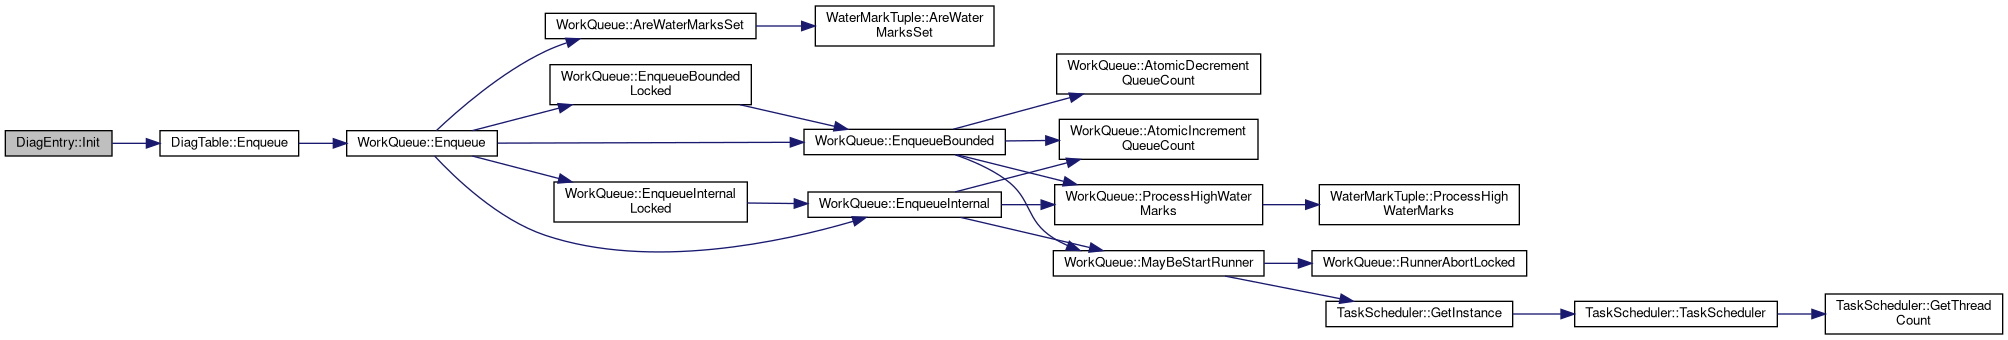 DiagEntry::Init
DiagTable::Enqueue
WorkQueue::Enqueue
WorkQueue::AreWaterMarksSet
WaterMarkTuple::AreWater
MarksSet
WorkQueue::EnqueueBounded
Locked
WorkQueue::EnqueueBounded
WorkQueue::EnqueueInternal
Locked
WorkQueue::EnqueueInternal
WorkQueue::AtomicDecrement
QueueCount
WorkQueue::AtomicIncrement
QueueCount
WorkQueue::ProcessHighWater
Marks
WaterMarkTuple::ProcessHigh
WaterMarks
WorkQueue::MayBeStartRunner
WorkQueue::RunnerAbortLocked
TaskScheduler::GetInstance
TaskScheduler::TaskScheduler
TaskScheduler::GetThread
Count